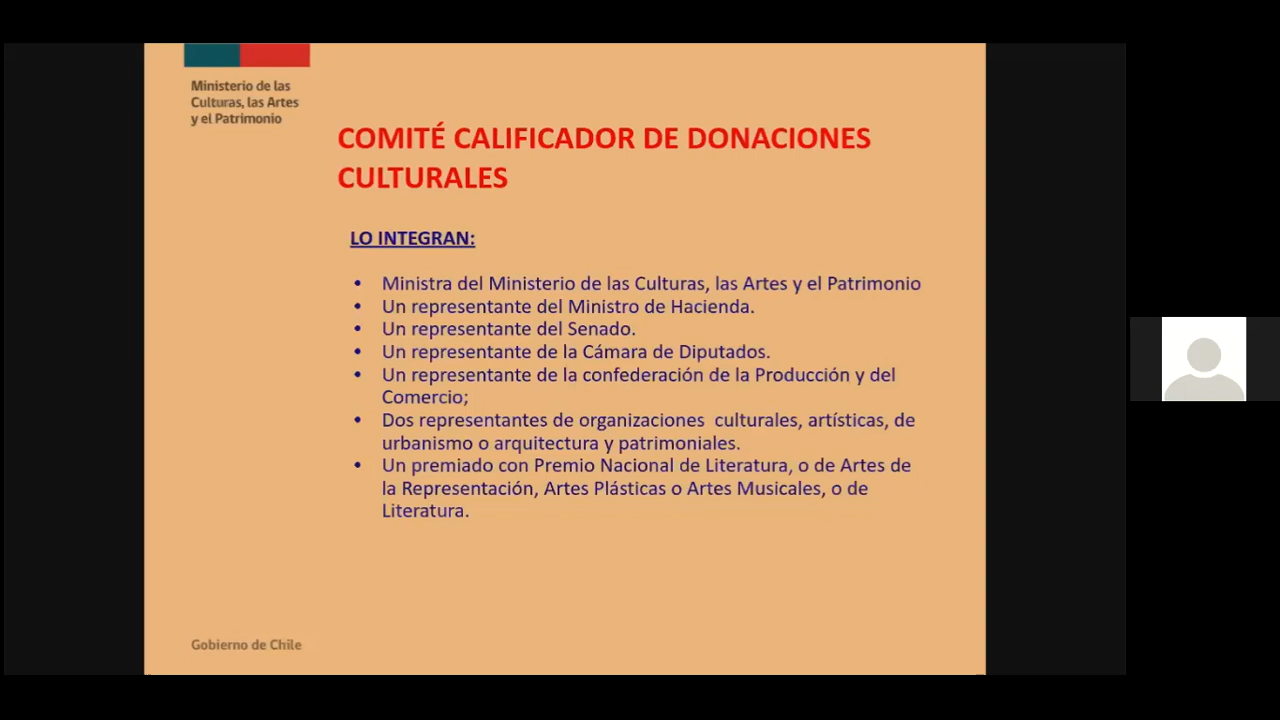 Ministerio de las
Culturas, las Artes
y el Patrimonio
COMITÉ CALIFICADOR DE DONACIONES
CULTURALES
LO INTEGRAN:
• Ministra del Ministerio de las Culturas, las Artes y el Patrimonio
• Un representante del Ministro de Hacienda.
• Un representante del Senado.
• Un representante de la Cámara de Diputados.
• Un representante de la confederación de la Producción y del
Comercio;
• Dos representantes de organizaciones  culturales, artísticas, de
urbanismo o arquitectura y patrimoniales.
• Un premiado con Premio Nacional de Literatura, o de Artes de
la Representación, Artes Plásticas o Artes Musicales, o de
Literatura.
Gobierno de Chile